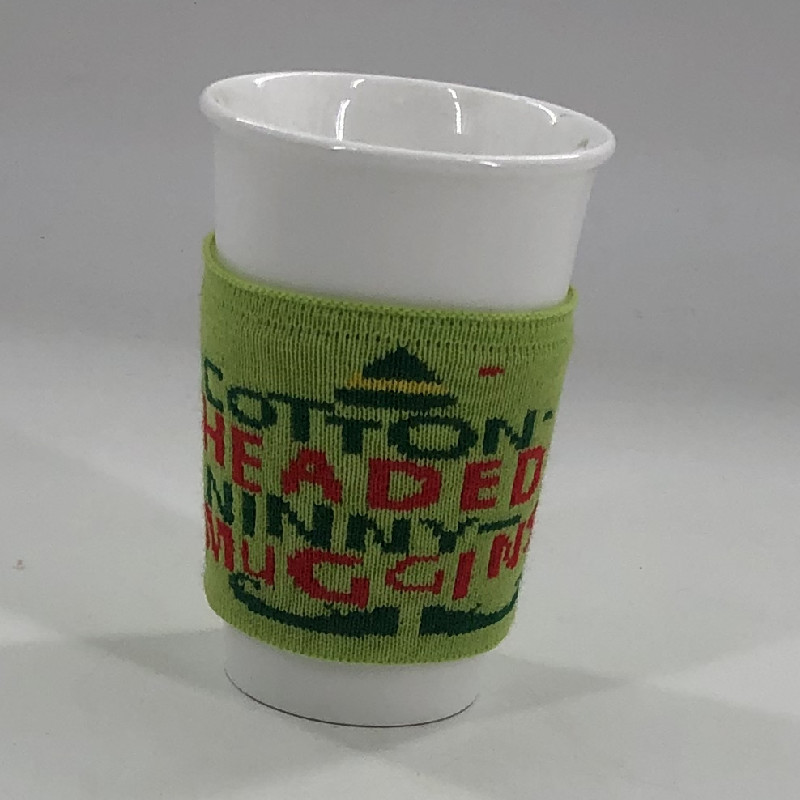 COTTON-
HEADED
NINNY-
MUGGINS